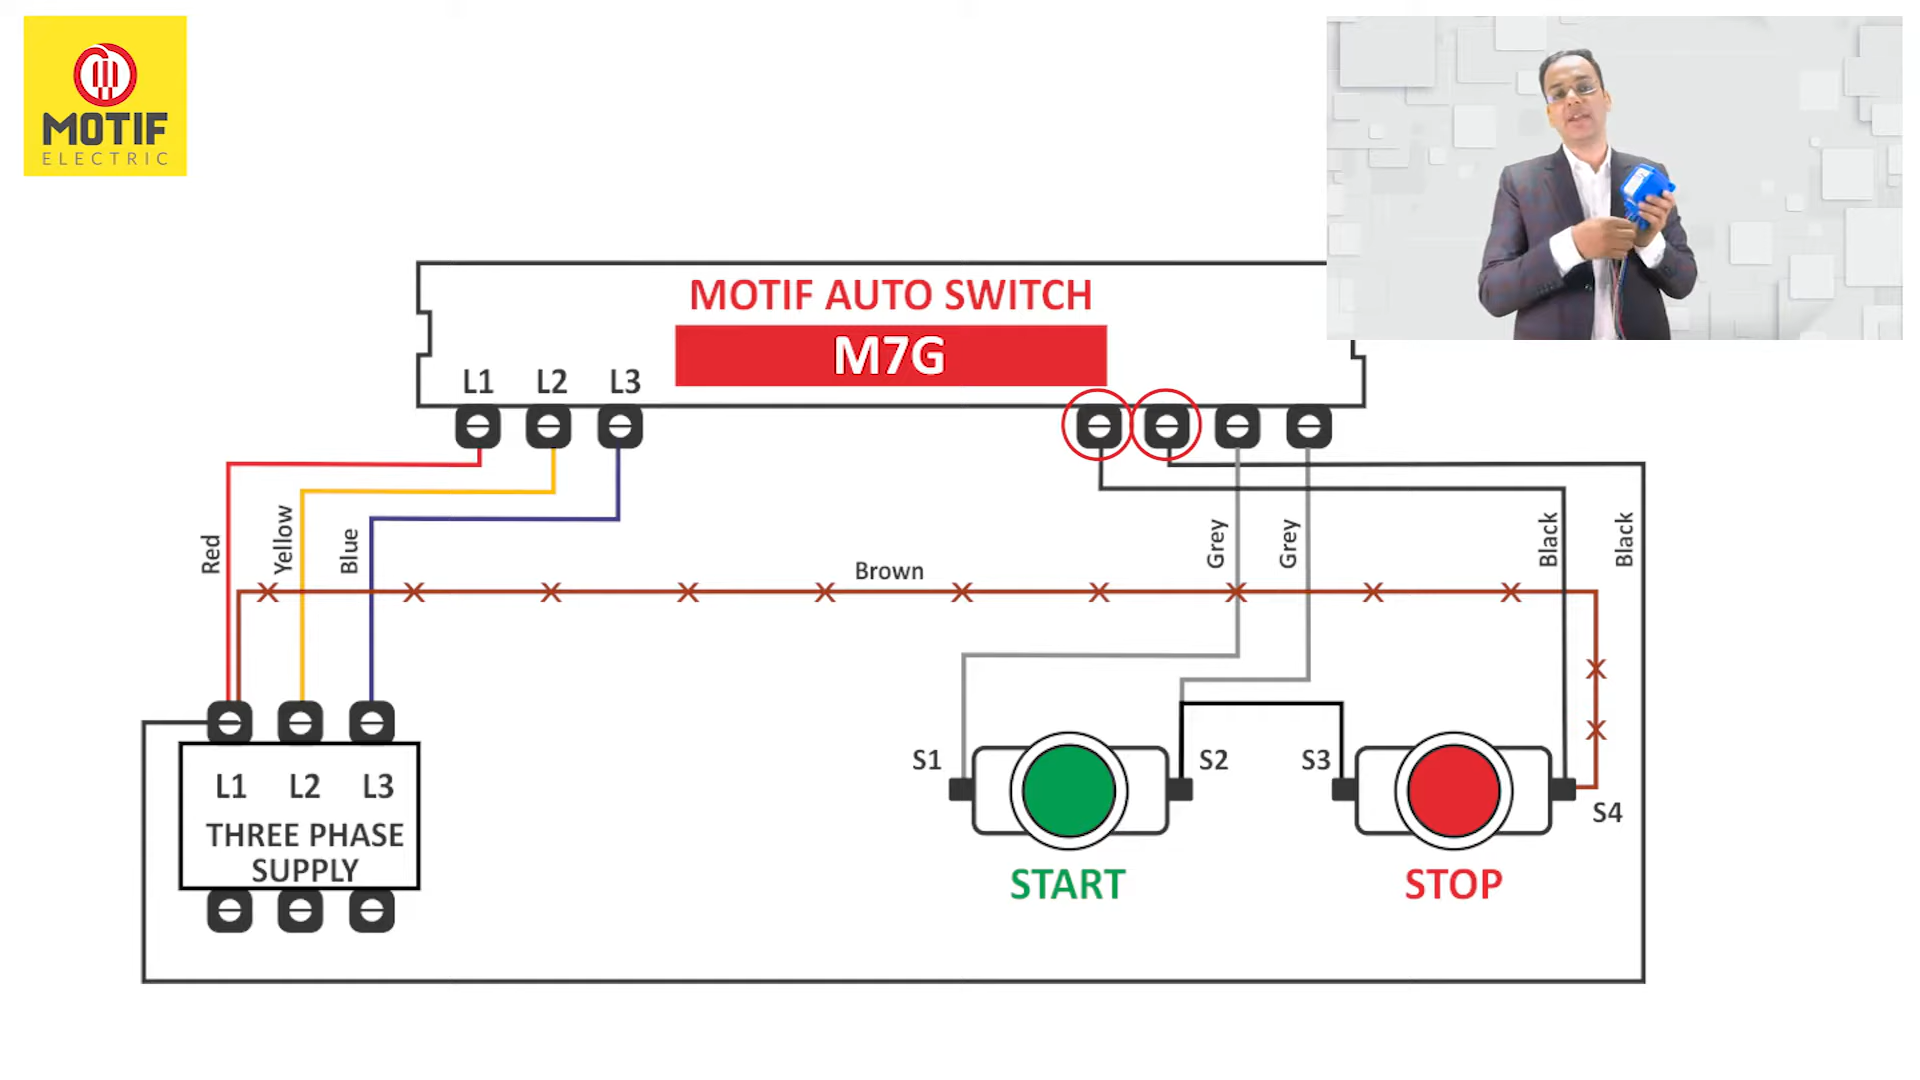 MOTIF
ELECTRIC
MOTIF AUTO SWITCH
M7G
L1 L2 L3
Red
Yellow
Blue
Brown
Grey
Grey
Black
Black
S1
S2
S3
S4
L1 L2 L3
THREE PHASE
SUPPLY
START
STOP